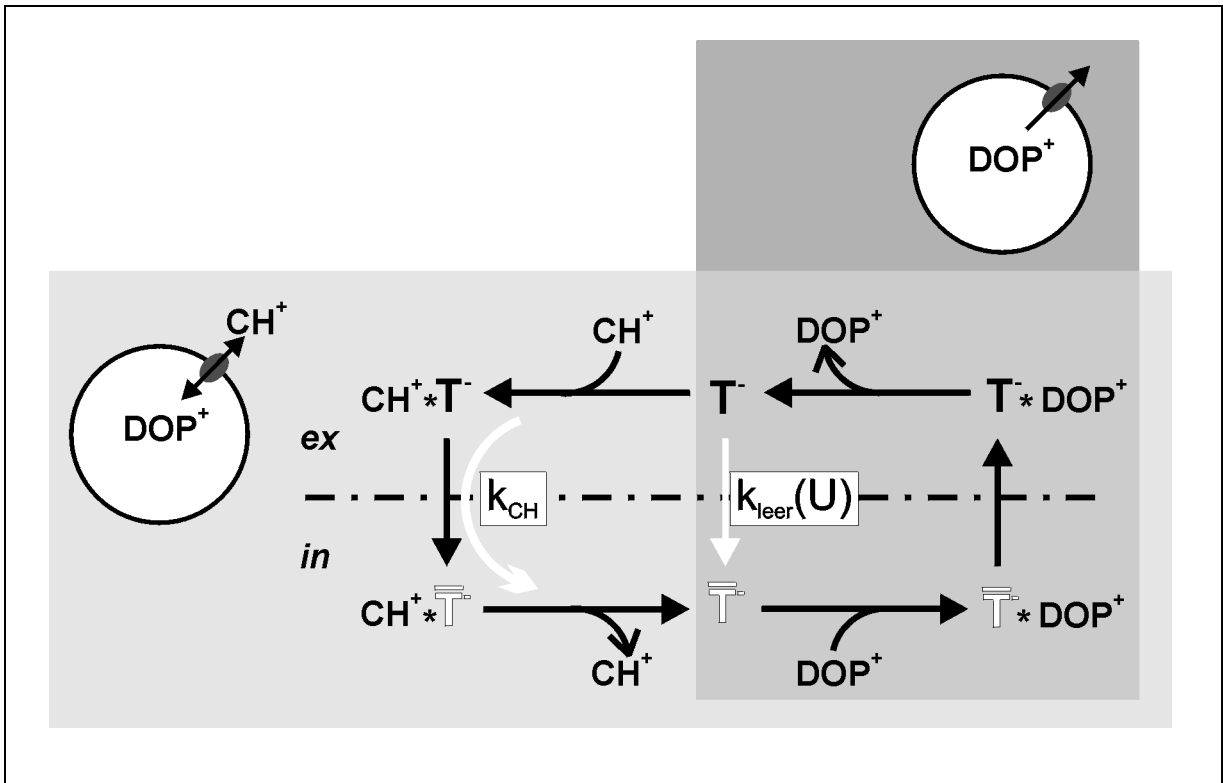 DOP⁺
CH⁺
DOP⁺
CH⁺
DOP⁺
CH⁺*T⁻
T⁻
T⁻*DOP⁺
ex
k_CH
k_leer(U)
in
CH⁺*T̿⁻
T̿⁻
T̿⁻*DOP⁺
CH⁺
DOP⁺